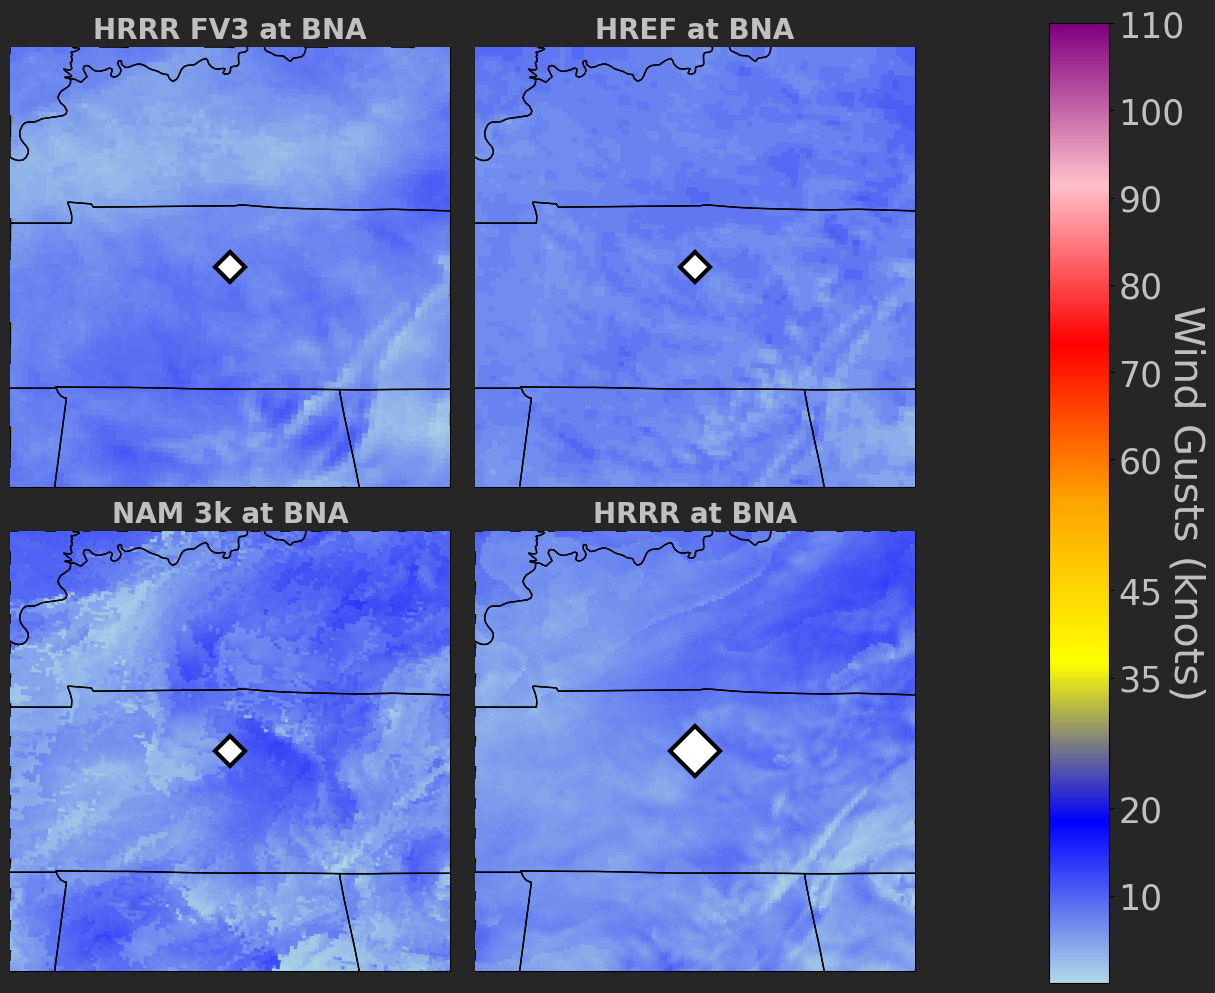 HRRR FV3 at BNA
HREF at BNA
NAM 3k at BNA
HRRR at BNA
110
100
90
80
70
60
45
35
20
10
Wind Gusts (knots)